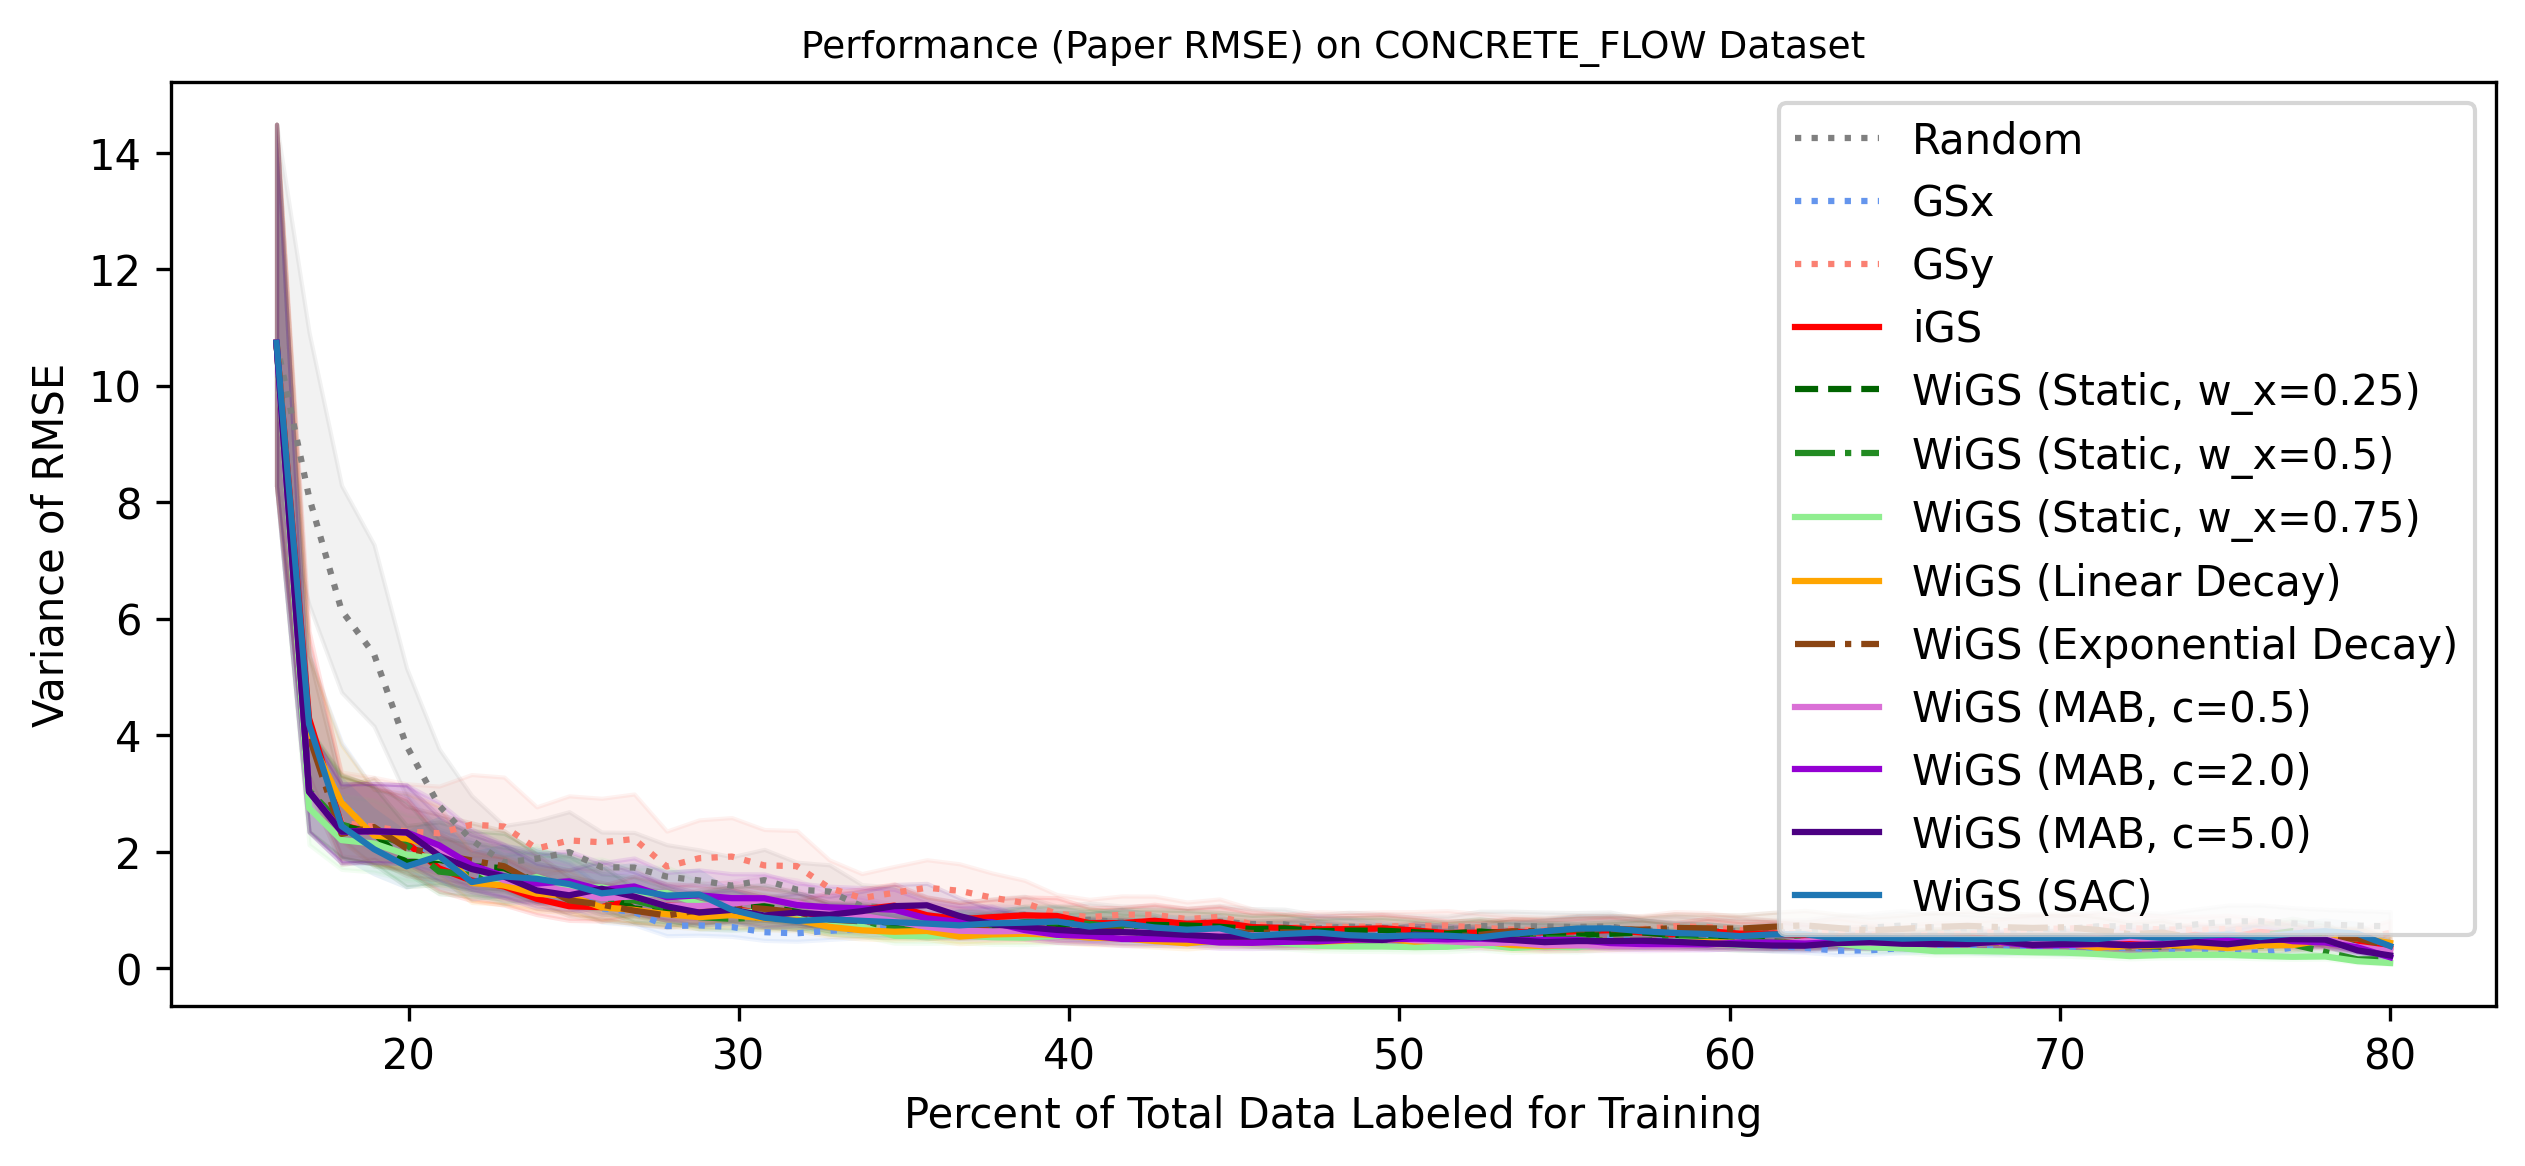 Performance (Paper RMSE) on CONCRETE_FLOW Dataset
Variance of RMSE
14
12
10
8
6
4
2
0
20 30 40 50 60 70 80
Percent of Total Data Labeled for Training
Random
GSx
GSy
iGS
WiGS (Static, w_x=0.25)
WiGS (Static, w_x=0.5)
WiGS (Static, w_x=0.75)
WiGS (Linear Decay)
WiGS (Exponential Decay)
WiGS (MAB, c=0.5)
WiGS (MAB, c=2.0)
WiGS (MAB, c=5.0)
WiGS (SAC)